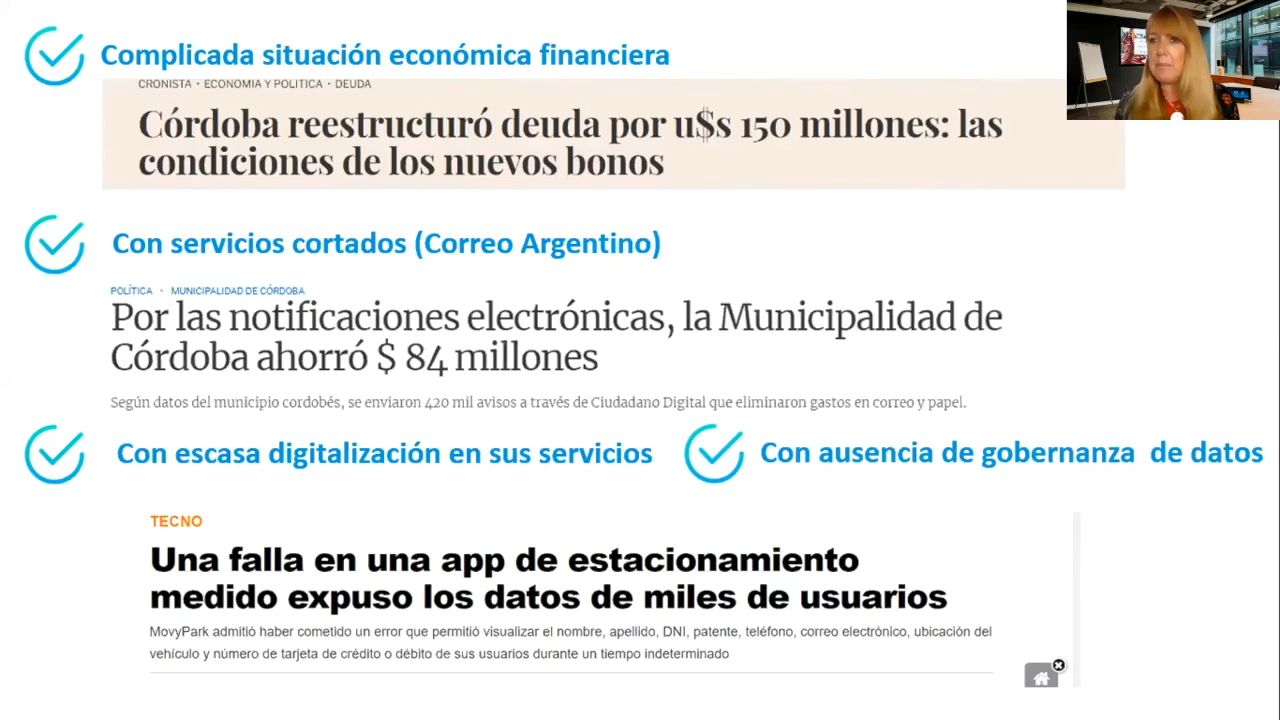 Complicada situación económica financiera
CRONISTA • ECONOMIA Y POLITICA • DEUDA
Córdoba reestructuró deuda por u$s 150 millones: las
condiciones de los nuevos bonos
Con servicios cortados (Correo Argentino)
POLÍTICA • MUNICIPALIDAD DE CÓRDOBA
Por las notificaciones electrónicas, la Municipalidad de
Córdoba ahorró $ 84 millones
Según datos del municipio cordobés, se enviaron 420 mil avisos a través de Ciudadano Digital que eliminaron gastos en correo y papel.
Con escasa digitalización en sus servicios
Con ausencia de gobernanza de datos
TECNO
Una falla en una app de estacionamiento
medido expuso los datos de miles de usuarios
MovyPark admitió haber cometido un error que permitió visualizar el nombre, apellido, DNI, patente, teléfono, correo electrónico, ubicación del
vehículo y número de tarjeta de crédito o débito de sus usuarios durante un tiempo indeterminado